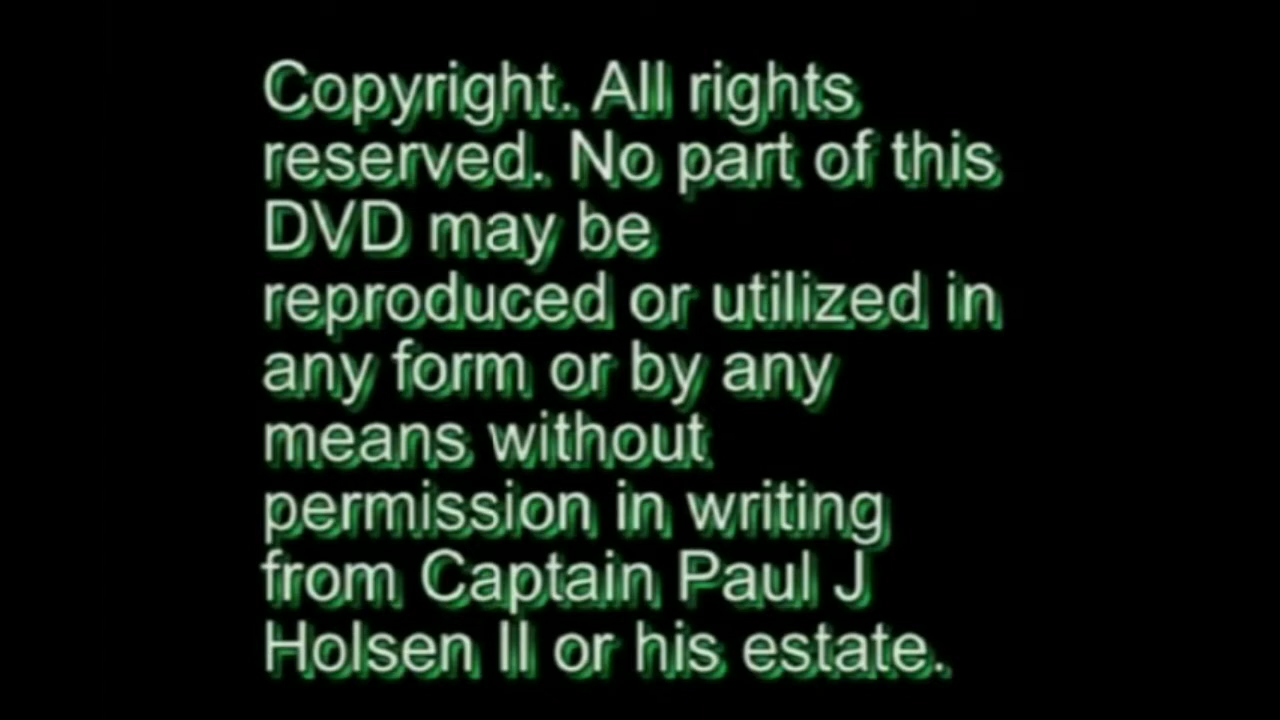 Copyright. All rights
reserved. No part of this
DVD may be
reproduced or utilized in
any form or by any
means without
permission in writing
from Captain Paul J
Holsen II or his estate.